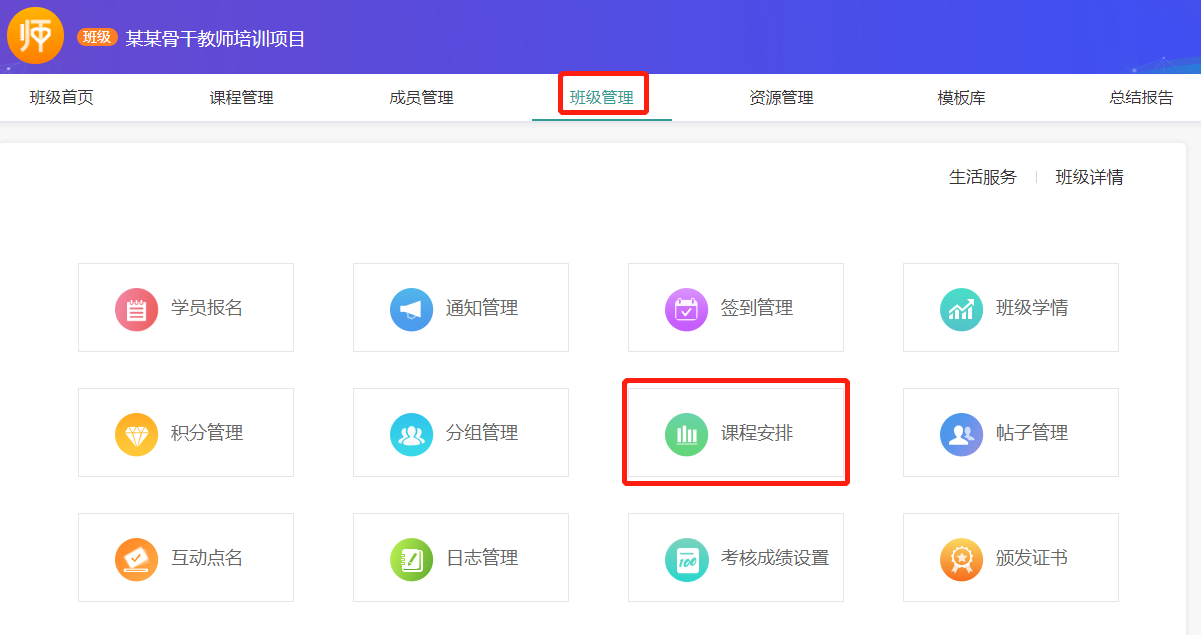 师
班级 某某骨干教师培训项目
班级首页 课程管理 成员管理 班级管理 资源管理 模板库 总结报告
生活服务 班级详情
学员报名 通知管理 签到管理 班级学情
积分管理 分组管理 课程安排 帖子管理
互动点名 日志管理 100 考核成绩设置 颁发证书